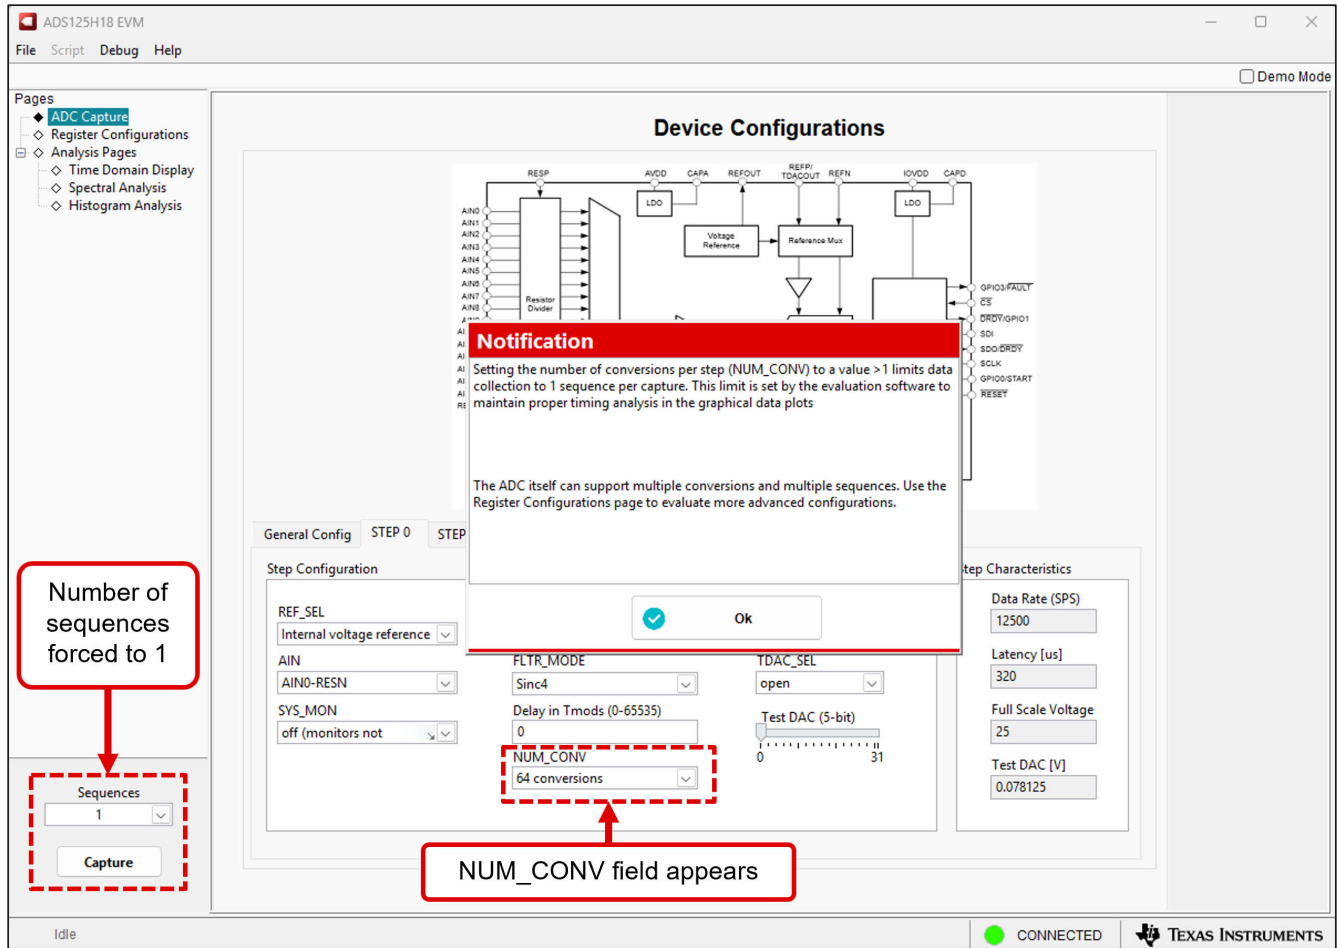 ADS125H18 EVM
File Script Debug Help
Demo Mode
Pages
ADC Capture
Register Configurations
Analysis Pages
Time Domain Display
Spectral Analysis
Histogram Analysis
Device Configurations
RESP
AVDD
CAPA
REFOUT
REFP/
TDACOUT
REFN
IOVDD
CAPD
AIN0
AIN1
AIN2
AIN3
AIN4
AIN5
AIN6
AIN7
AIN8
Resistor
Divider
LDO
Voltage
Reference
Reference Mux
LDO
GPIO3/FAULT
CS
DRDY/GPIO1
SDI
SDO/DRDY
SCLK
GPIO0/START
RESET
Notification
Setting the number of conversions per step (NUM_CONV) to a value >1 limits data
collection to 1 sequence per capture. This limit is set by the evaluation software to
maintain proper timing analysis in the graphical data plots
The ADC itself can support multiple conversions and multiple sequences. Use the
Register Configurations page to evaluate more advanced configurations.
Ok
General Config STEP 0 STEP
Step Configuration
REF_SEL
Internal voltage reference
AIN
AIN0-RESN
SYS_MON
off (monitors not
FLTR_MODE
Sinc4
Delay in Tmods (0-65535)
0
NUM_CONV
64 conversions
TDAC_SEL
open
Test DAC (5-bit)
0 31
tep Characteristics
Data Rate (SPS)
12500
Latency [us]
320
Full Scale Voltage
25
Test DAC [V]
0.078125
Number of
sequences
forced to 1
Sequences
1
Capture
NUM_CONV field appears
Idle
CONNECTED
TEXAS INSTRUMENTS